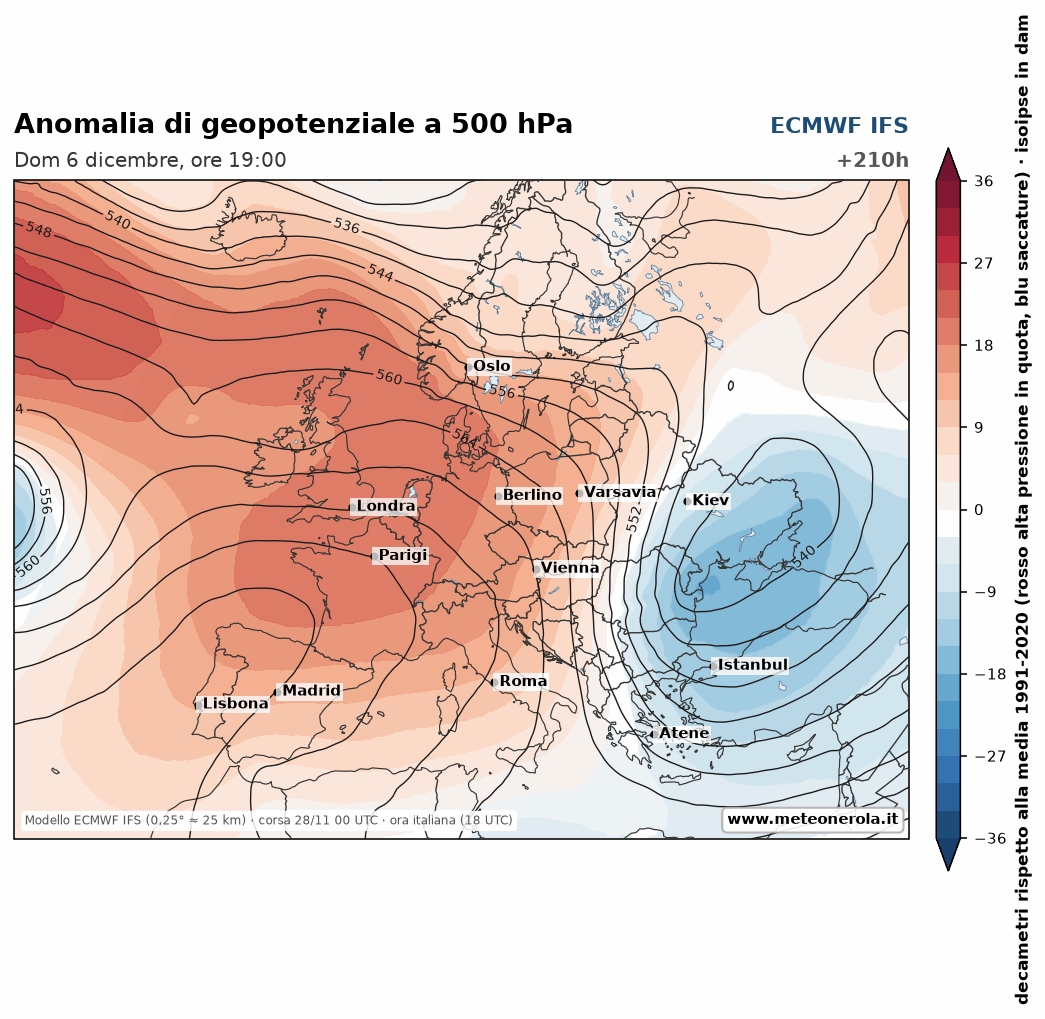 Anomalia di geopotenziale a 500 hPa
ECMWF IFS
Dom 6 dicembre, ore 19:00
+210h
548
540
536
544
560
556
564
4
556
560
552
540
Oslo
Berlino
Varsavia
Kiev
Londra
Parigi
Vienna
Istanbul
Roma
Madrid
Lisbona
Atene
Modello ECMWF IFS (0,25° ≈ 25 km) · corsa 28/11 00 UTC · ora italiana (18 UTC)
www.meteonerola.it
36
27
18
9
0
−9
−18
−27
−36
decametri rispetto alla media 1991-2020 (rosso alta pressione in quota, blu saccature) · isoipse in dam